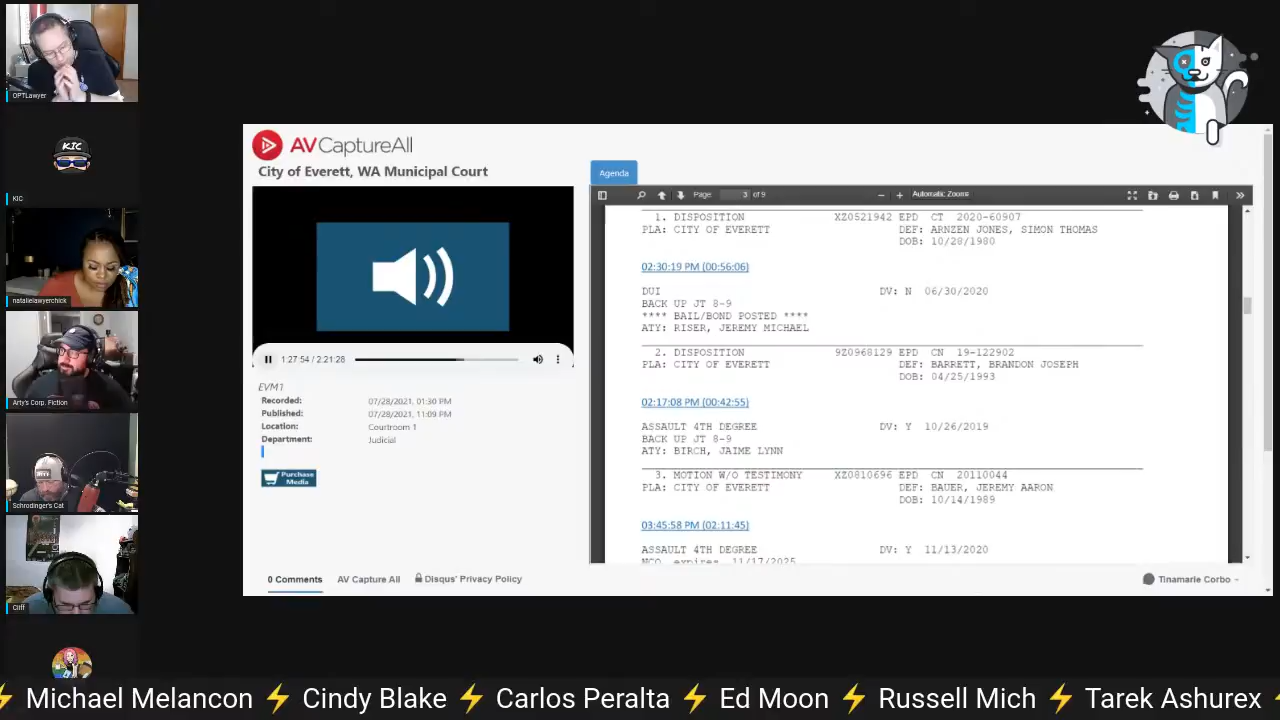 OPTLawyer
KIC
KIC
natalielawyerchick
Arty's Corp. Fiction
Schrodinger's Cat
Cliff
AVCaptureAll
City of Everett, WA Municipal Court
1:27:54 / 2:21:28
EVM1
Recorded: 07/28/2021, 01:30 PM
Published: 07/28/2021, 11:09 PM
Location: Courtroom 1
Department: Judicial
Purchase
Media
Agenda
Page: 3 of 9
Automatic Zoom
1. DISPOSITION XZ0521942 EPD CT 2020-60907
PLA: CITY OF EVERETT DEF: ARNZEN JONES, SIMON THOMAS
DOB: 10/28/1980
02:30:19 PM (00:56:06)
DUI DV: N 06/30/2020
BACK UP JT 8-9
**** BAIL/BOND POSTED ****
ATY: RISER, JEREMY MICHAEL
2. DISPOSITION 9Z0968129 EPD CN 19-122902
PLA: CITY OF EVERETT DEF: BARRETT, BRANDON JOSEPH
DOB: 04/25/1993
02:17:08 PM (00:42:55)
ASSAULT 4TH DEGREE DV: Y 10/26/2019
BACK UP JT 8-9
ATY: BIRCH, JAIME LYNN
3. MOTION W/O TESTIMONY XZ0810696 EPD CN 20110044
PLA: CITY OF EVERETT DEF: BAUER, JEREMY AARON
DOB: 10/14/1989
03:45:58 PM (02:11:45)
ASSAULT 4TH DEGREE DV: Y 11/13/2020
NCO expires 11/17/2025
0 Comments AV Capture All Disqus' Privacy Policy Tinamarie Corbo
Michael Melancon ⚡ Cindy Blake ⚡ Carlos Peralta ⚡ Ed Moon ⚡ Russell Mich ⚡ Tarek Ashurex